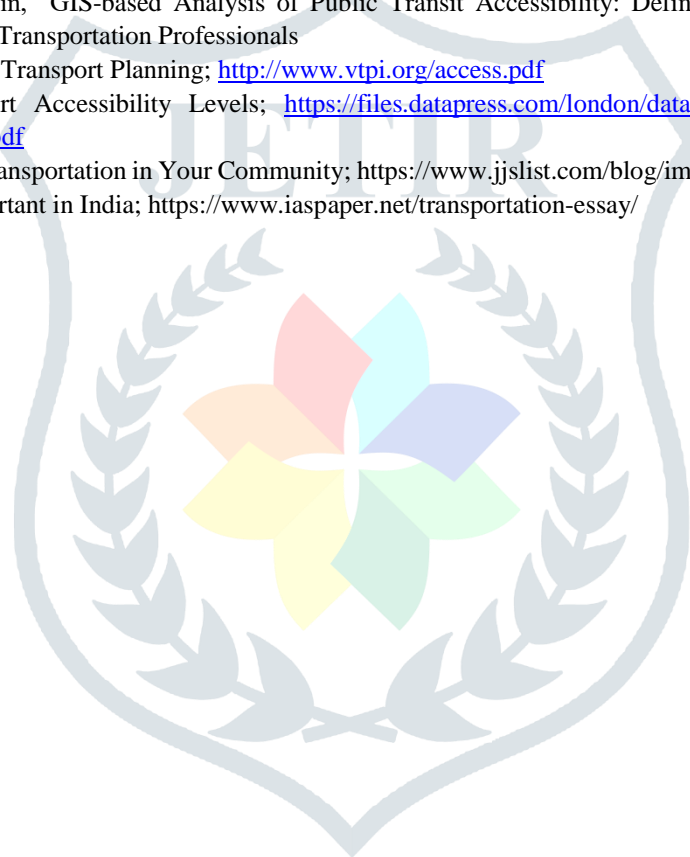 in, "GIS-based Analysis of Public Transit Accessibility: Defin
Transportation Professionals
Transport Planning; http://www.vtpi.org/access.pdf
rt Accessibility Levels; https://files.datapress.com/london/data
df
ansportation in Your Community; https://www.jjslist.com/blog/im
rtant in India; https://www.iaspaper.net/transportation-essay/
JETIR